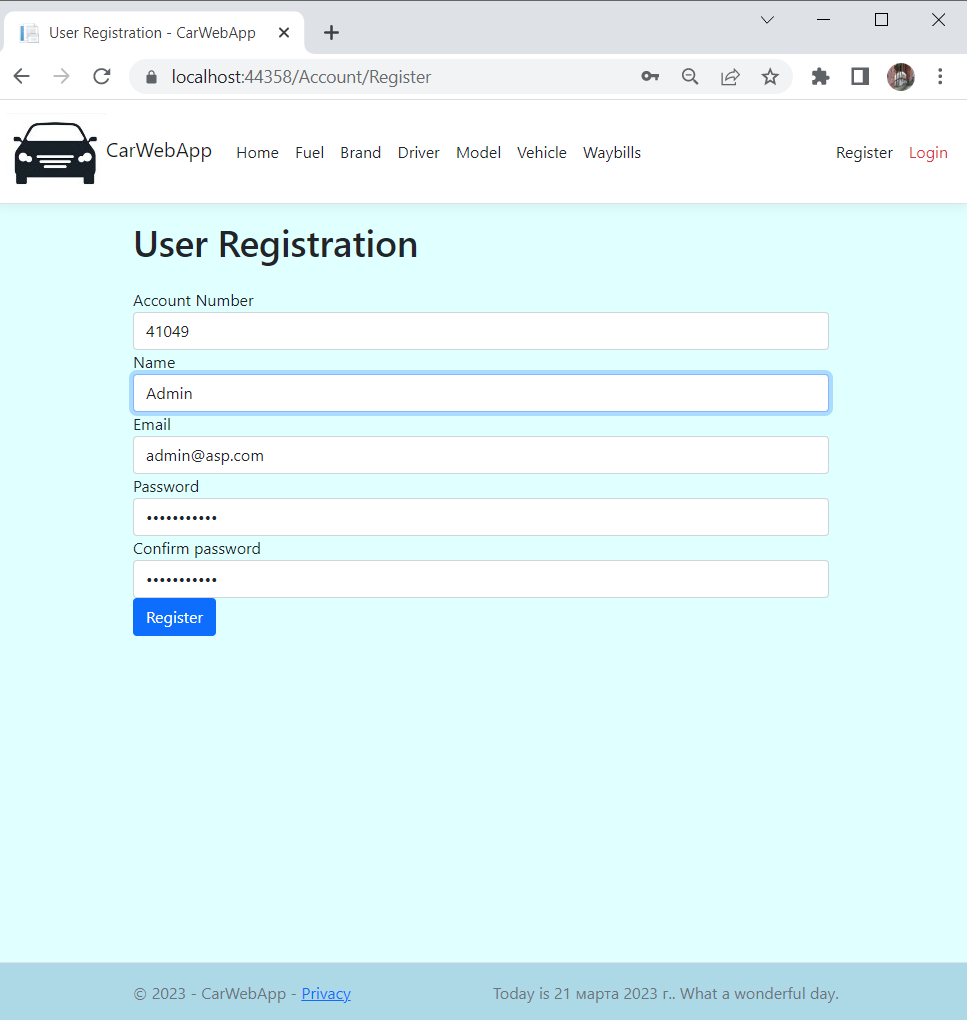 User Registration - CarWebApp
localhost:44358/Account/Register
CarWebApp Home Fuel Brand Driver Model Vehicle Waybills Register Login
User Registration
Account Number
41049
Name
Admin
Email
admin@asp.com
Password
•••••••••••
Confirm password
•••••••••••
Register
© 2023 - CarWebApp - Privacy Today is 21 марта 2023 г.. What a wonderful day.